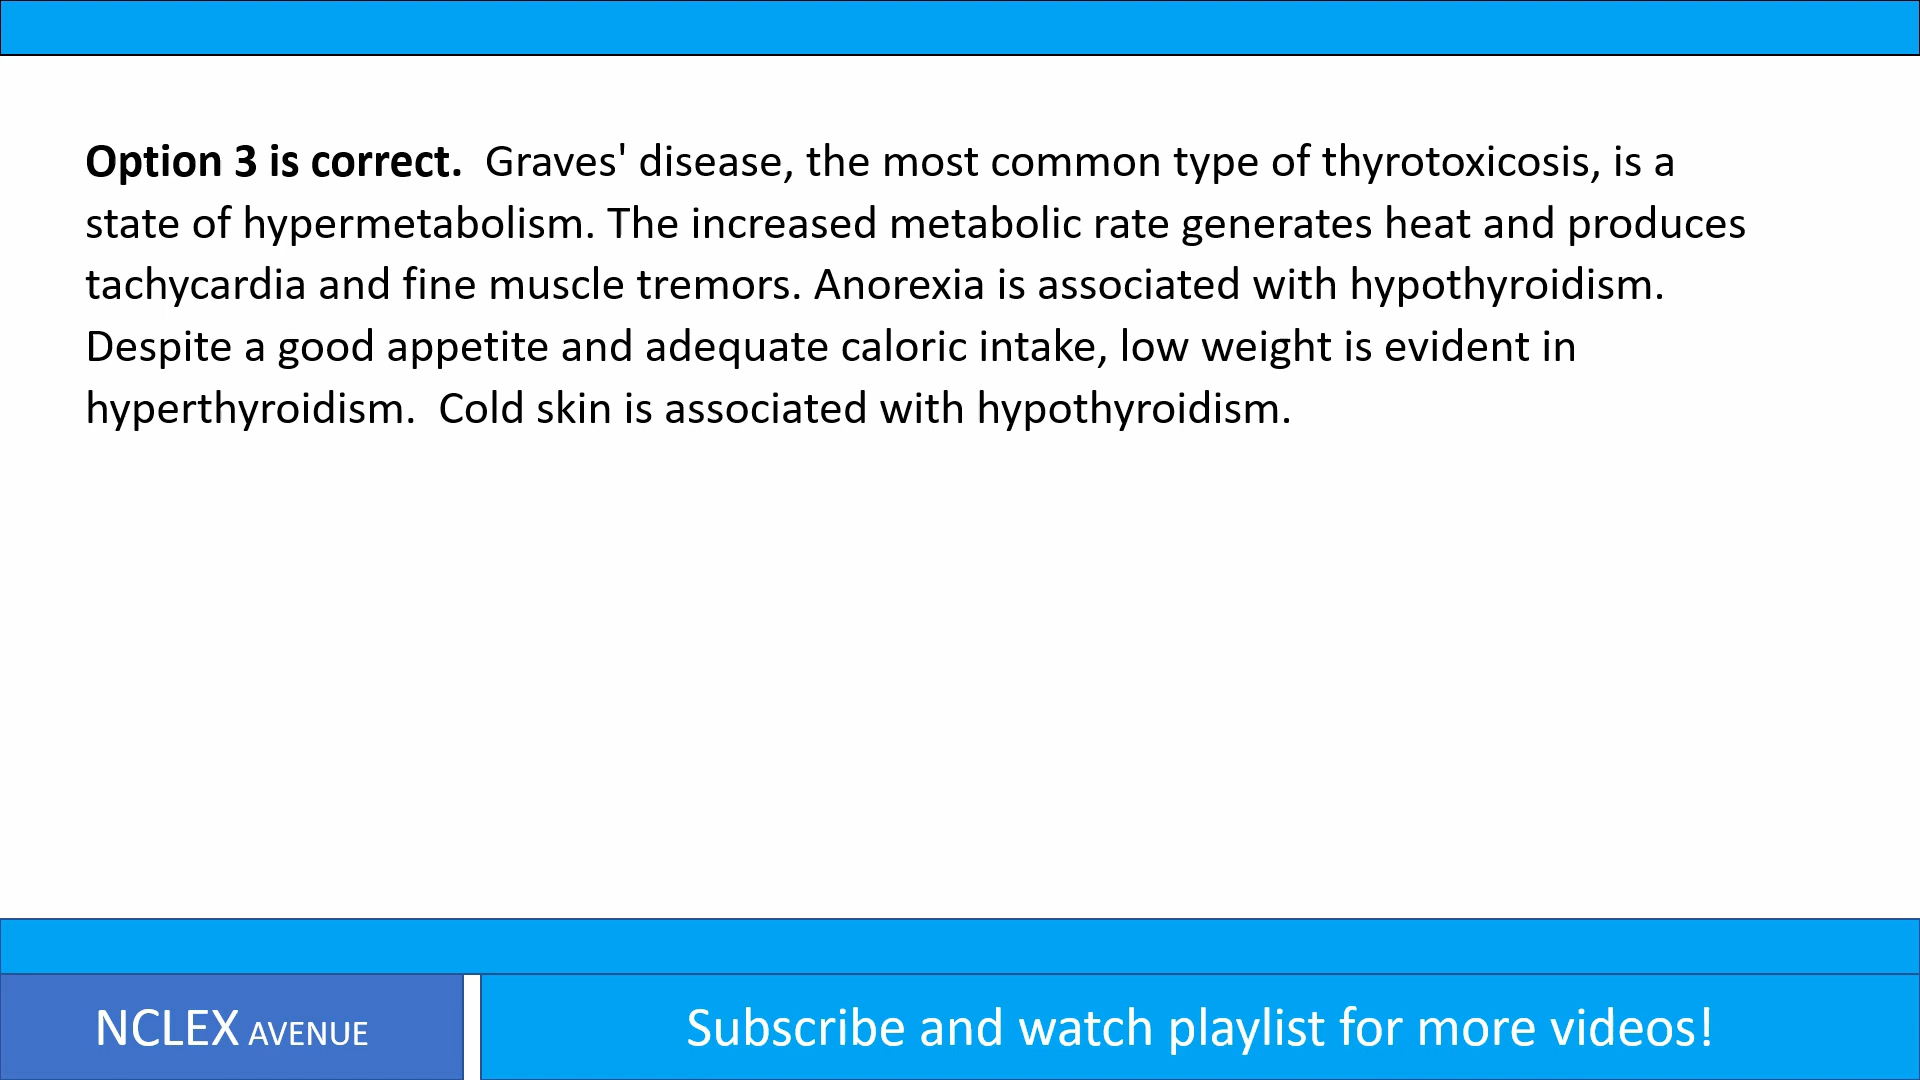 Option 3 is correct.  Graves' disease, the most common type of thyrotoxicosis, is a
state of hypermetabolism. The increased metabolic rate generates heat and produces
tachycardia and fine muscle tremors. Anorexia is associated with hypothyroidism.
Despite a good appetite and adequate caloric intake, low weight is evident in
hyperthyroidism.  Cold skin is associated with hypothyroidism.
NCLEX AVENUE
Subscribe and watch playlist for more videos!